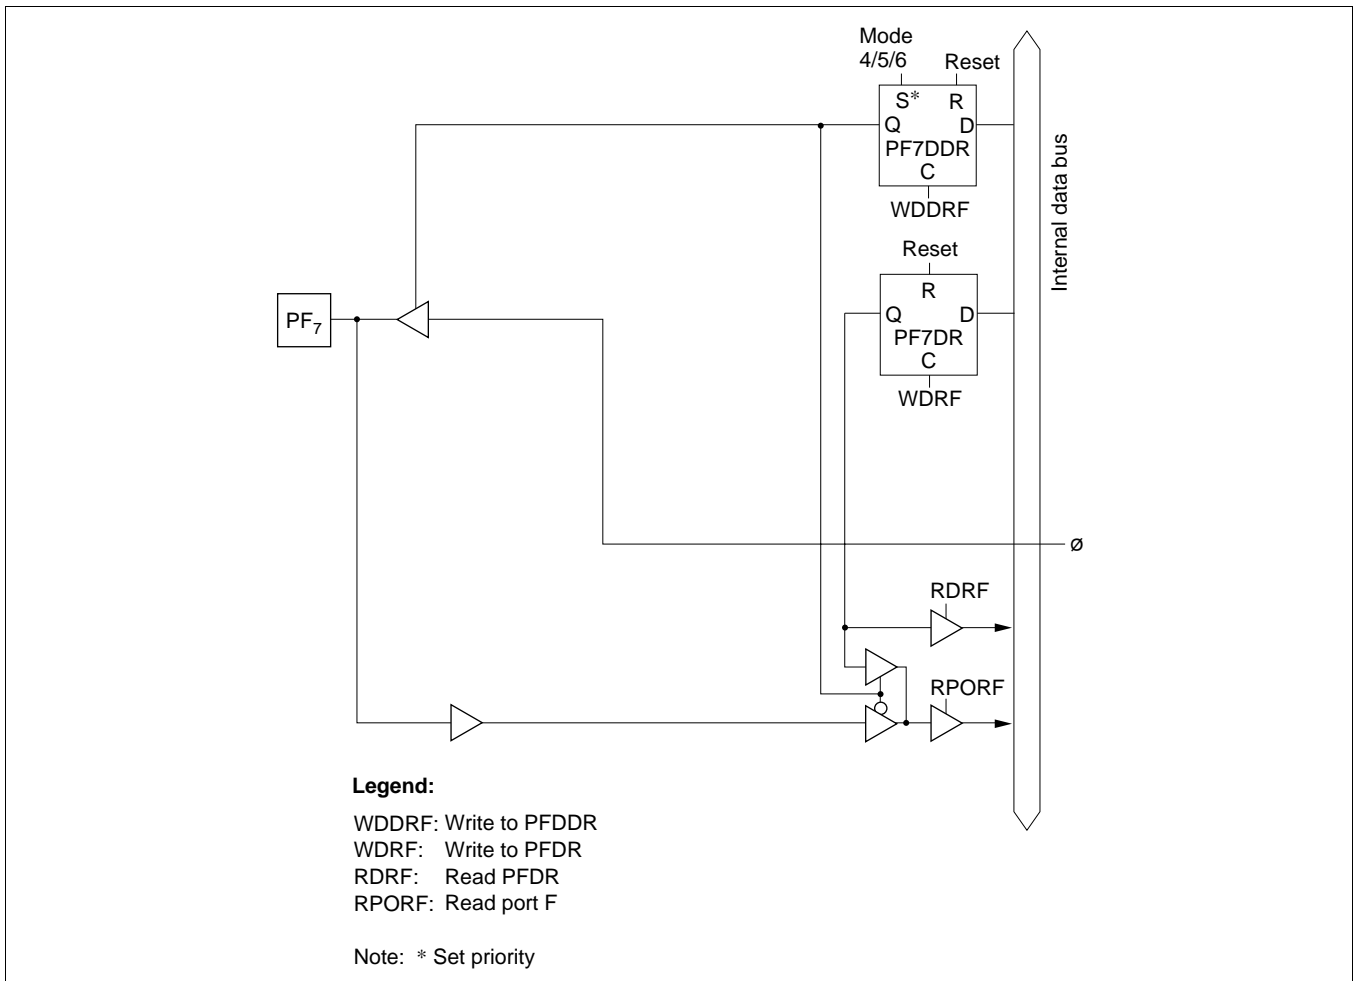 Mode
4/5/6
Reset
S* R
Q D
PF7DDR
C
WDDRF
Internal data bus
Reset
R
Q D
PF7DR
C
WDRF
PF7
ø
RDRF
RPORF
Legend:
WDDRF: Write to PFDDR
WDRF: Write to PFDR
RDRF: Read PFDR
RPORF: Read port F
Note: * Set priority